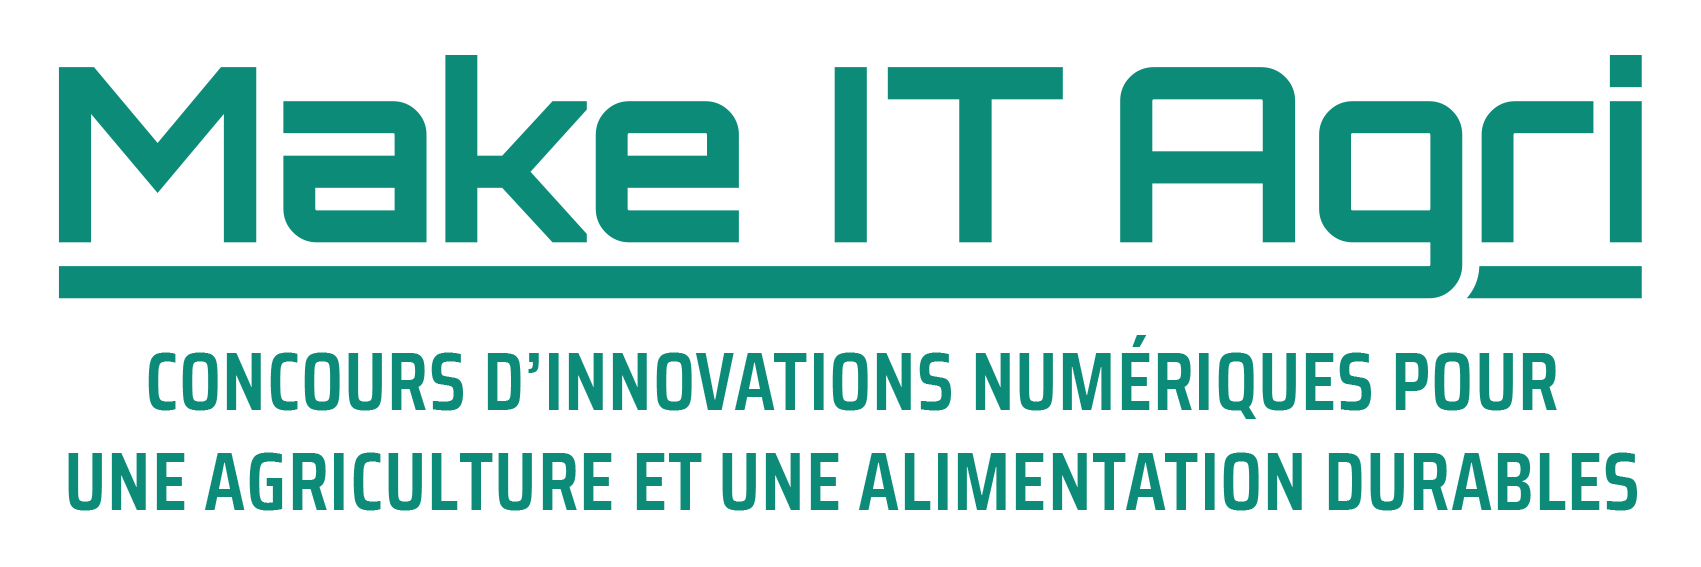 Make IT Agri
CONCOURS D’INNOVATIONS NUMÉRIQUES POUR
UNE AGRICULTURE ET UNE ALIMENTATION DURABLES